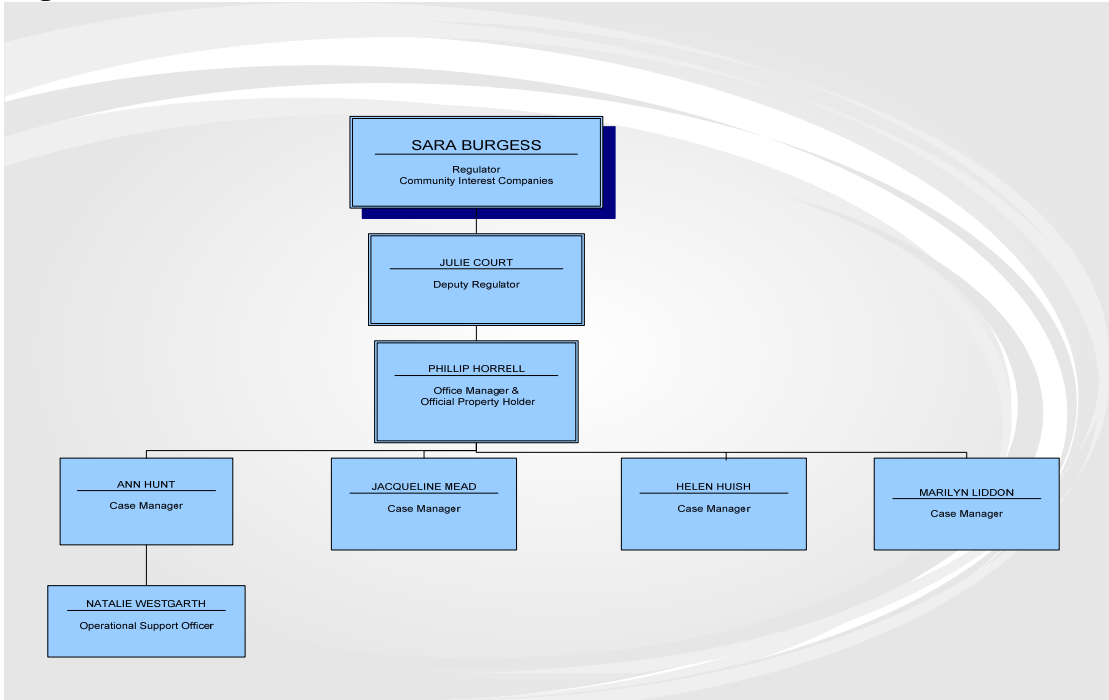 SARA BURGESS
Regulator
Community Interest Companies
JULIE COURT
Deputy Regulator
PHILLIP HORRELL
Office Manager &
Official Property Holder
ANN HUNT
Case Manager
JACQUELINE MEAD
Case Manager
HELEN HUISH
Case Manager
MARILYN LIDDON
Case Manager
NATALIE WESTGARTH
Operational Support Officer